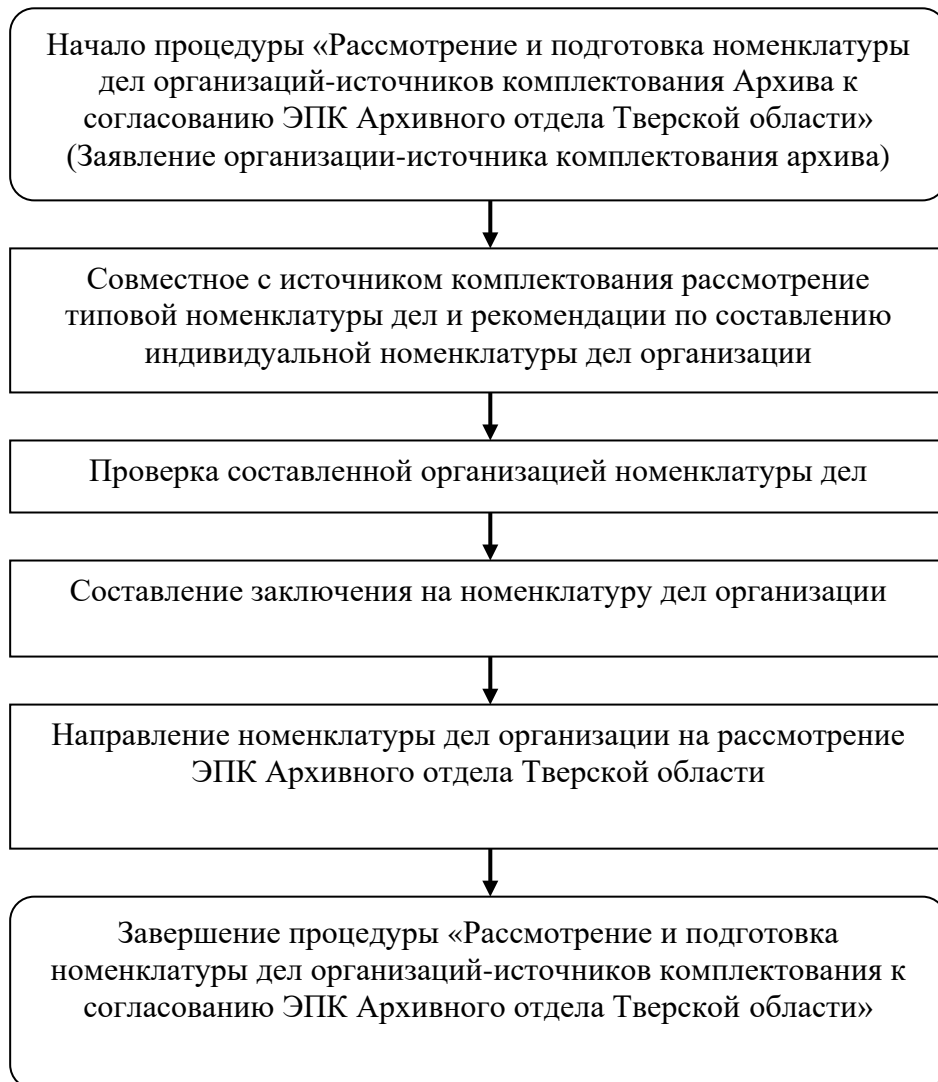 Начало процедуры «Рассмотрение и подготовка номенклатуры
дел организаций-источников комплектования Архива к
согласованию ЭПК Архивного отдела Тверской области»
(Заявление организации-источника комплектования архива)
Совместное с источником комплектования рассмотрение
типовой номенклатуры дел и рекомендации по составлению
индивидуальной номенклатуры дел организации
Проверка составленной организацией номенклатуры дел
Составление заключения на номенклатуру дел организации
Направление номенклатуры дел организации на рассмотрение
ЭПК Архивного отдела Тверской области
Завершение процедуры «Рассмотрение и подготовка
номенклатуры дел организаций-источников комплектования к
согласованию ЭПК Архивного отдела Тверской области»